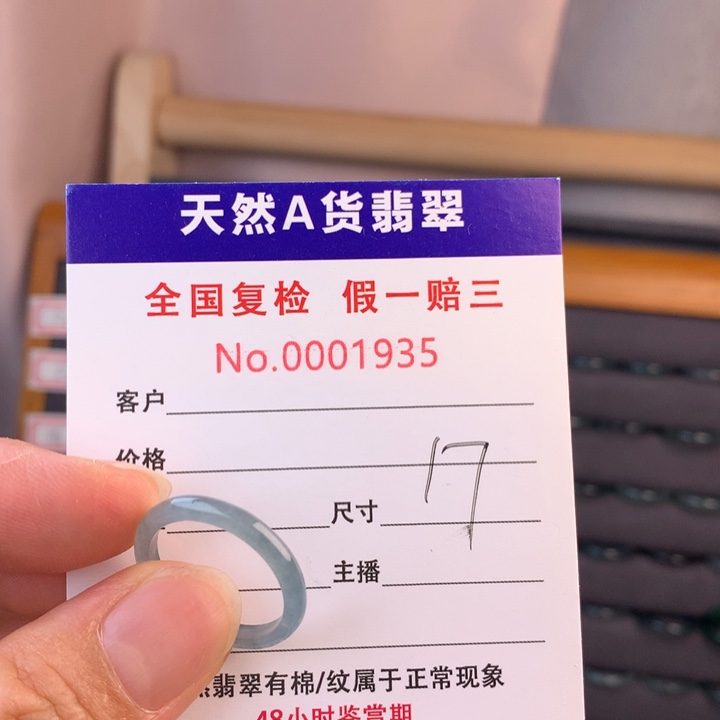 天然A货翡翠
全国复检 假一赔三
No.0001935
客户
价格
尺寸 17
主播
翡翠有棉/纹属于正常现象
48小时鉴赏期